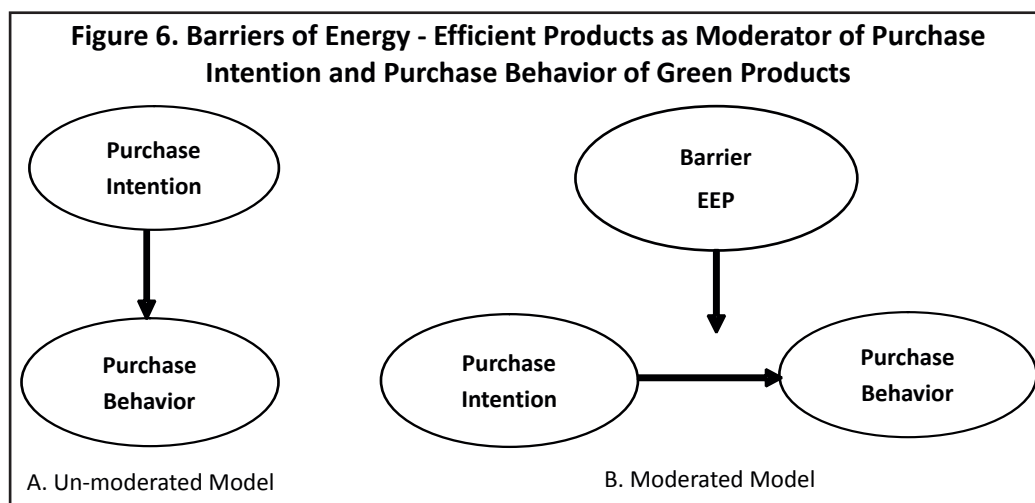 Figure 6. Barriers of Energy - Efficient Products as Moderator of Purchase
Intention and Purchase Behavior of Green Products
Purchase
Intention
Purchase
Behavior
A. Un-moderated Model
Barrier
EEP
Purchase
Intention
Purchase
Behavior
B. Moderated Model